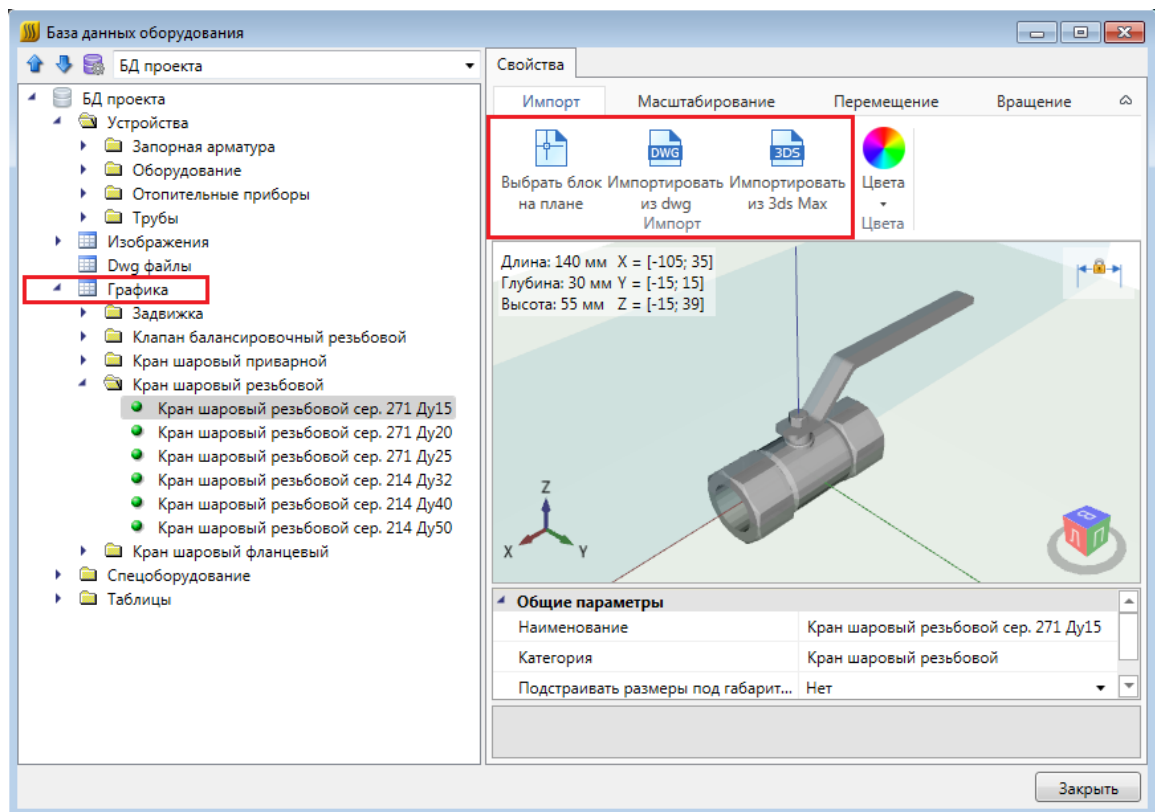 База данных оборудования
БД проекта
БД проекта
Устройства
Запорная арматура
Оборудование
Отопительные приборы
Трубы
Изображения
Dwg файлы
Графика
Задвижка
Клапан балансировочный резьбовой
Кран шаровый приварной
Кран шаровый резьбовой
Кран шаровый резьбовой сер. 271 Ду15
Кран шаровый резьбовой сер. 271 Ду20
Кран шаровый резьбовой сер. 271 Ду25
Кран шаровый резьбовой сер. 214 Ду32
Кран шаровый резьбовой сер. 214 Ду40
Кран шаровый резьбовой сер. 214 Ду50
Кран шаровый фланцевый
Спецоборудование
Таблицы
Свойства
Импорт Масштабирование Перемещение Вращение
DWG 3DS
Выбрать блок Импортировать Импортировать Цвета
на плане из dwg из 3ds Max
Импорт Цвета
Длина: 140 мм X = [-105; 35]
Глубина: 30 мм Y = [-15; 15]
Высота: 55 мм Z = [-15; 39]
Z
X Y
В
Л П
Общие параметры
Наименование Кран шаровый резьбовой сер. 271 Ду15
Категория Кран шаровый резьбовой
Подстраивать размеры под габарит... Нет
Закрыть